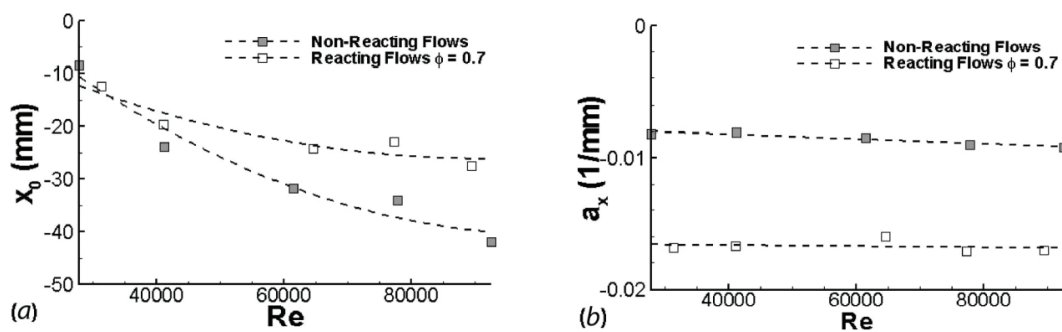 0
-10
-20
-30
-40
-50
x0 (mm)
Non-Reacting Flows
Reacting Flows ϕ = 0.7
40000 60000 80000
Re
(a)
0
-0.01
-0.02
ax (1/mm)
Non-Reacting Flows
Reacting Flows ϕ = 0.7
40000 60000 80000
Re
(b)